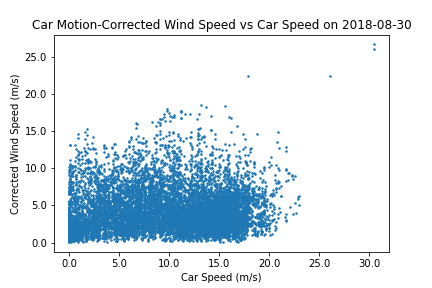 Car Motion-Corrected Wind Speed vs Car Speed on 2018-08-30
25.0
20.0
15.0
10.0
5.0
0.0
Corrected Wind Speed (m/s)
0.0 5.0 10.0 15.0 20.0 25.0 30.0
Car Speed (m/s)